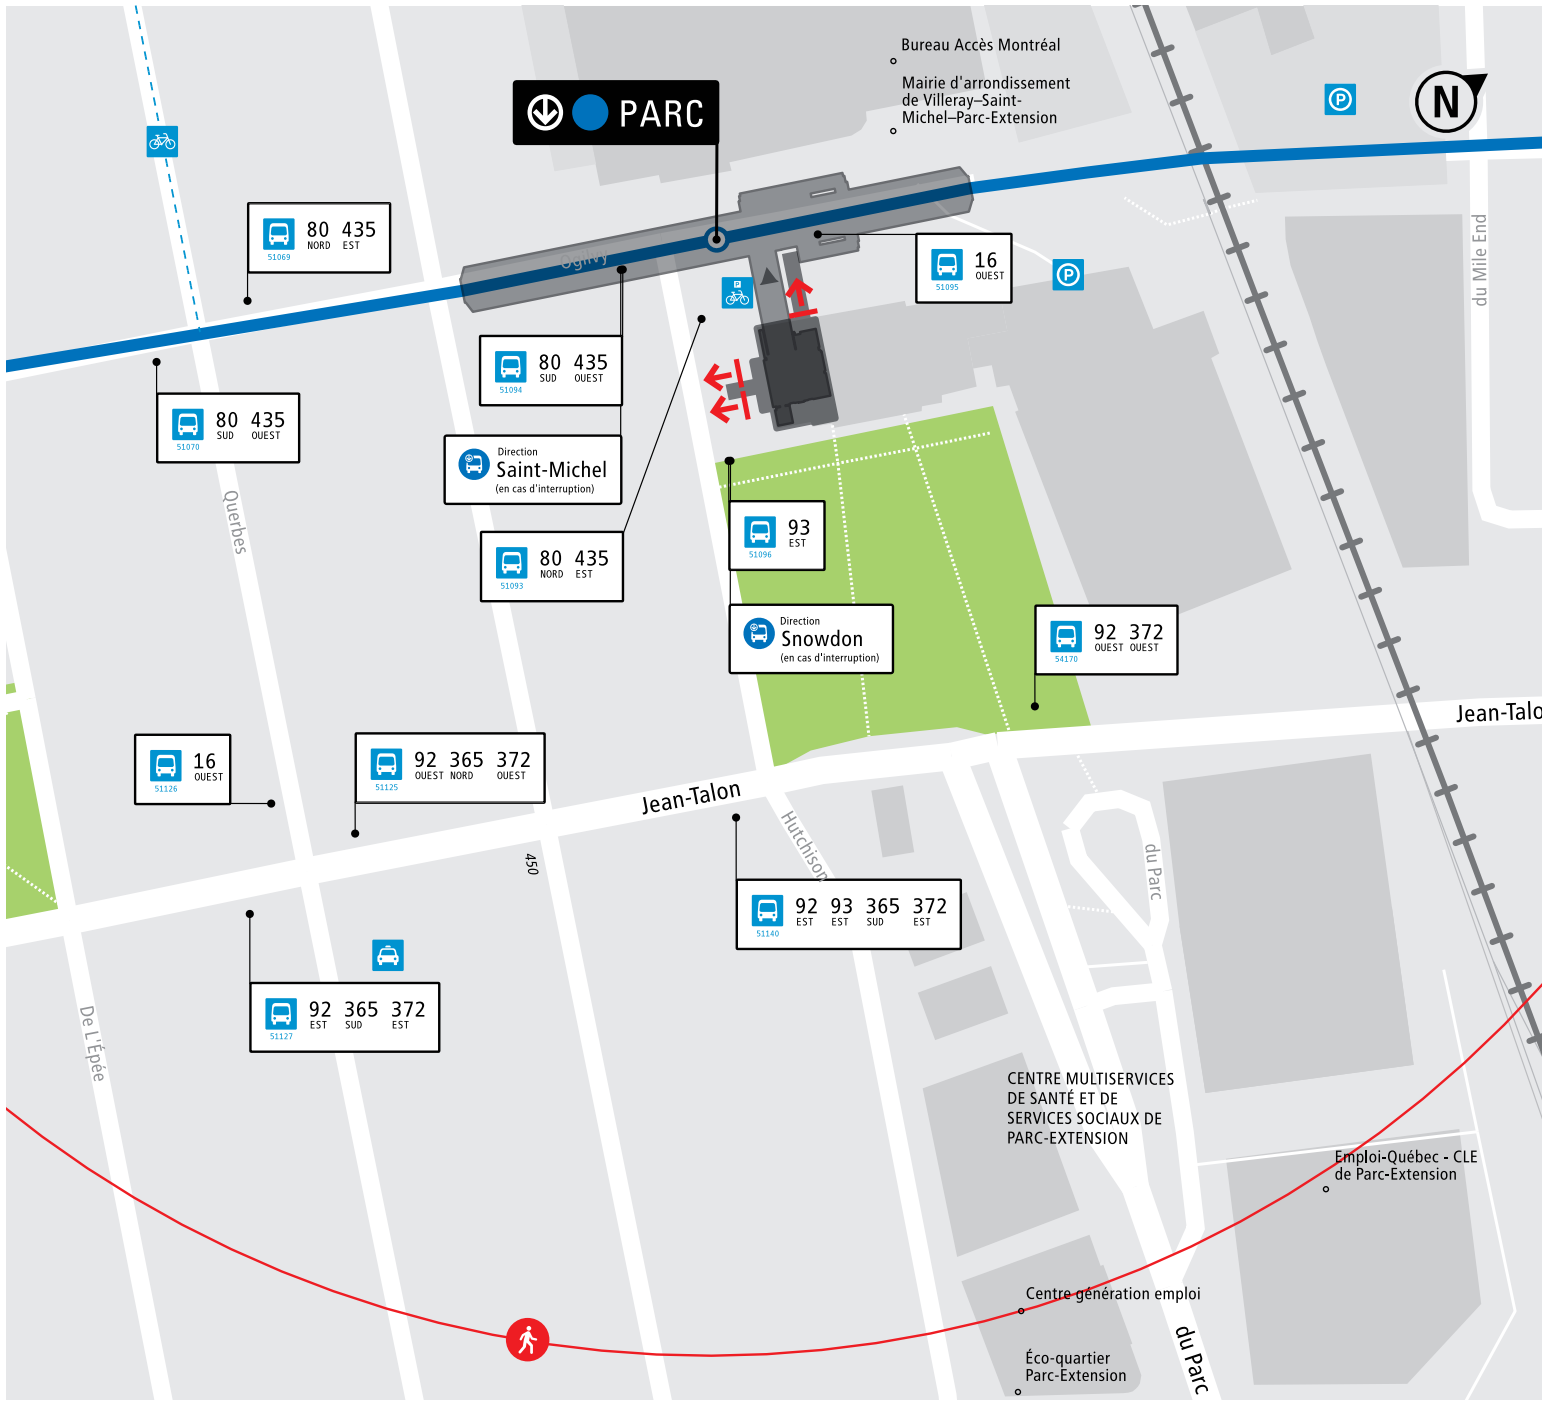 Bureau Accès Montréal
Mairie d'arrondissement
de Villeray–Saint-
Michel–Parc-Extension
P
N
PARC
80 435
NORD EST
51069
16
OUEST
51095
P
du Mile End
Ogilvy
P
80 435
SUD OUEST
51094
80 435
SUD OUEST
51070
Direction
Saint-Michel
(en cas d'interruption)
Querbes
93
EST
51096
80 435
NORD EST
51093
Direction
Snowdon
(en cas d'interruption)
92 372
OUEST OUEST
54170
Jean-Talo
16
OUEST
51126
92 365 372
OUEST NORD OUEST
51125
Jean-Talon
Hutchison
450
du Parc
92 93 365 372
EST EST SUD EST
51140
92 365 372
EST SUD EST
51127
De L'Épée
CENTRE MULTISERVICES
DE SANTÉ ET DE
SERVICES SOCIAUX DE
PARC-EXTENSION
Emploi-Québec - CLE
de Parc-Extension
Centre génération emploi
du Parc
Éco-quartier
Parc-Extension